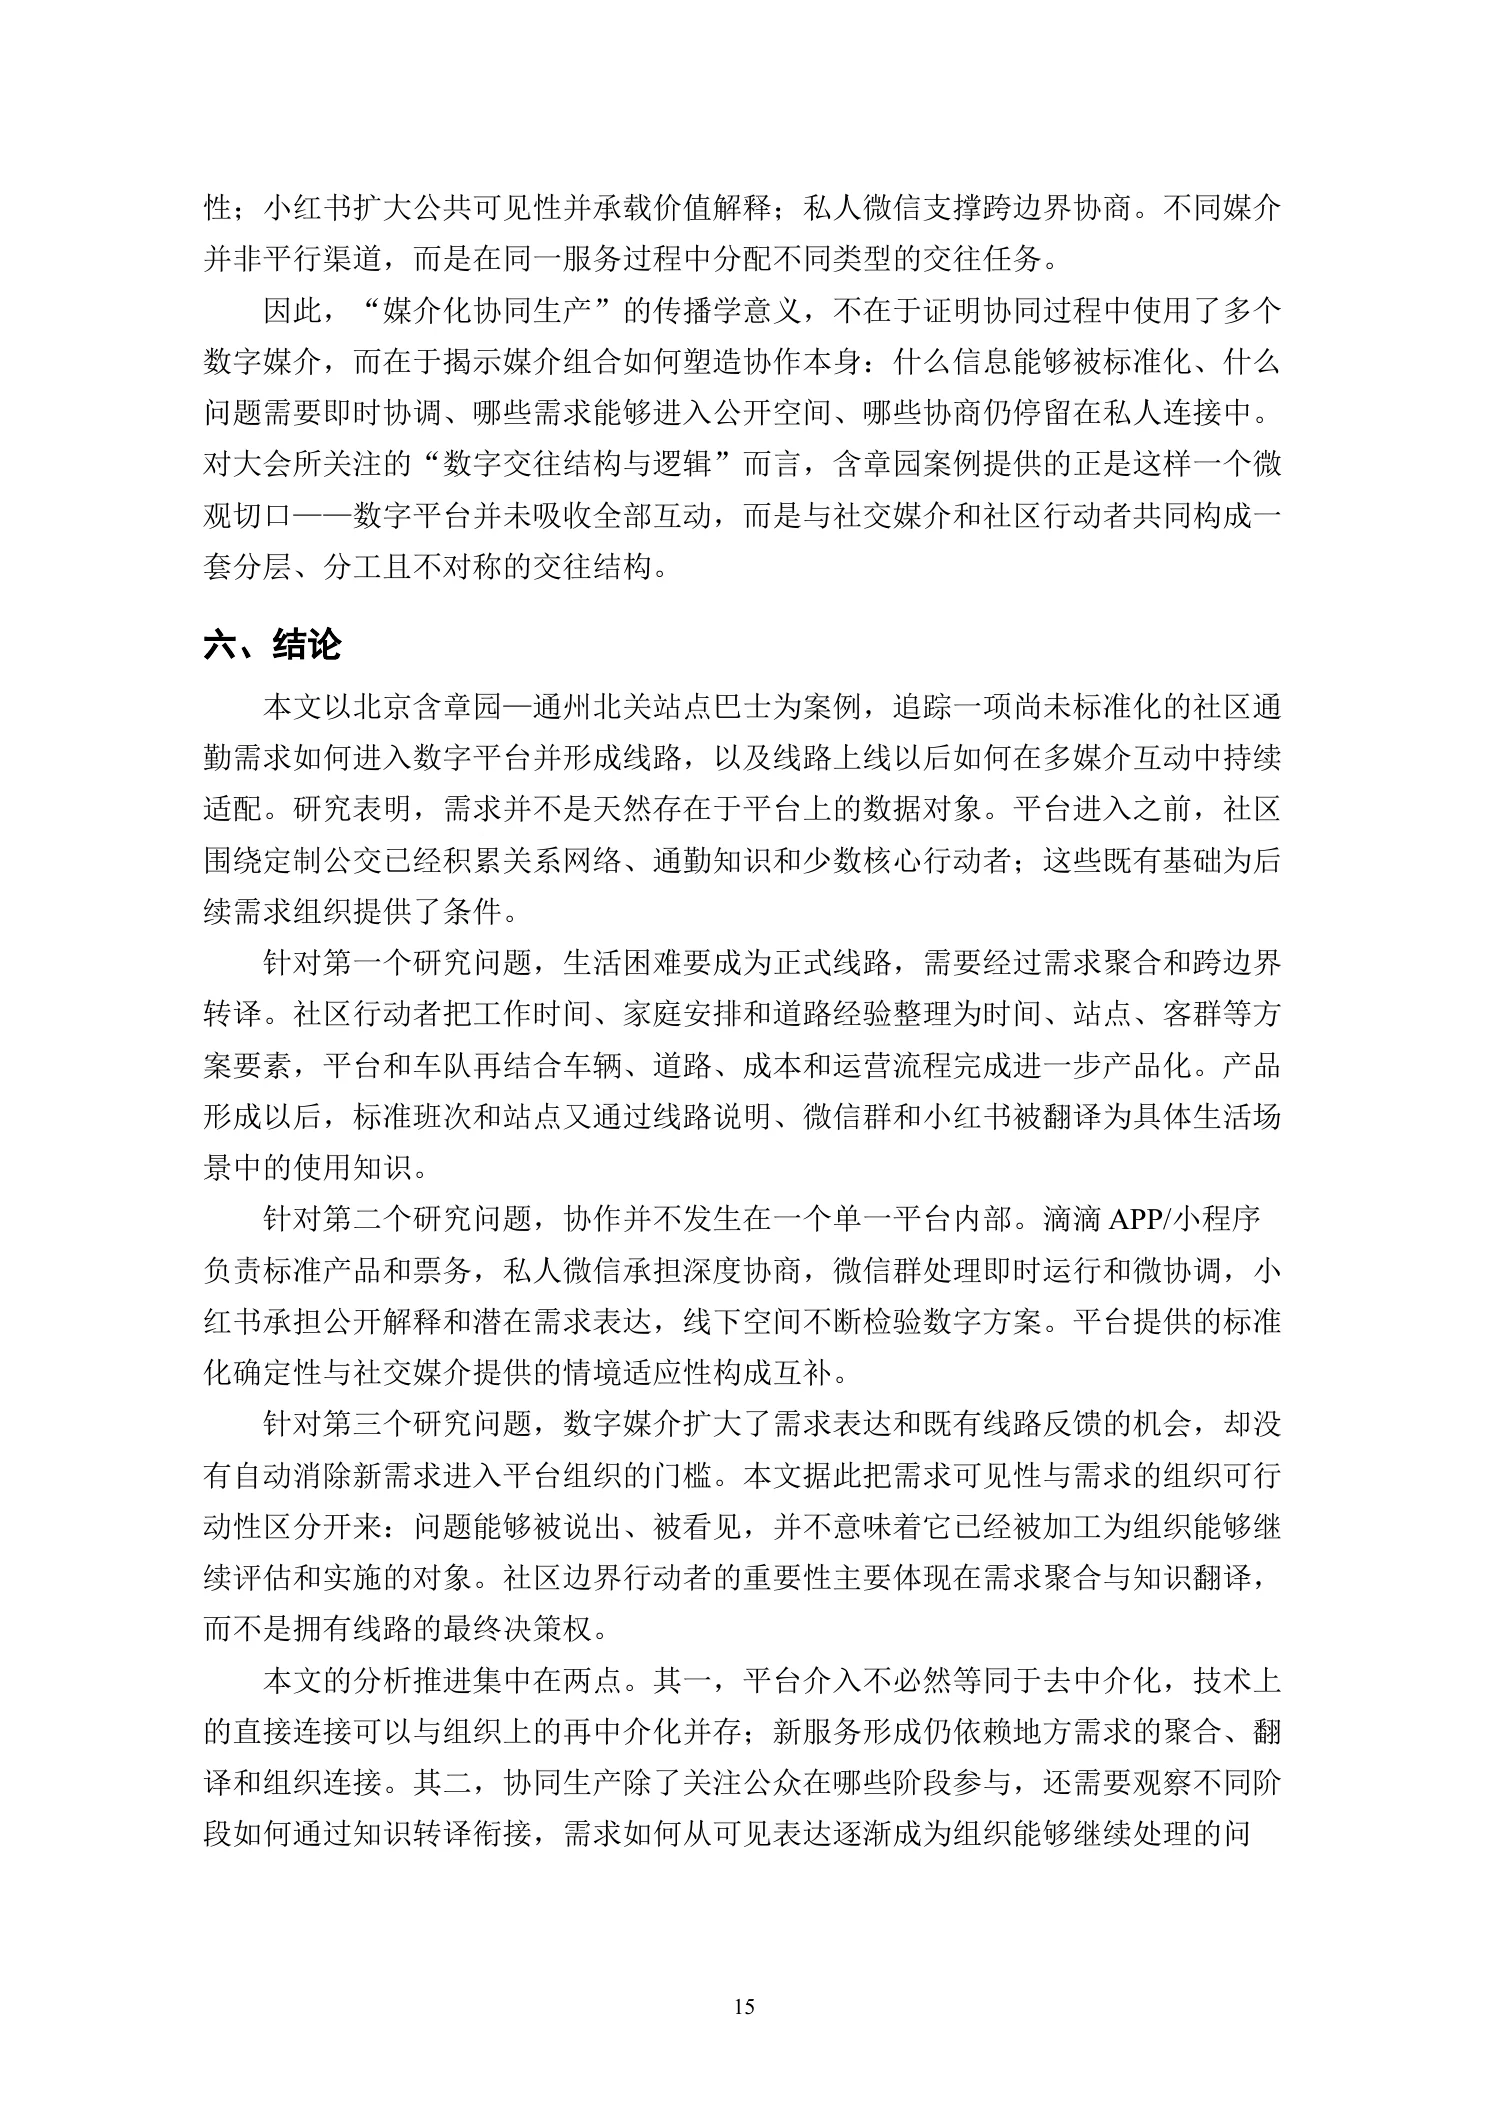 性；小红书扩大公共可见性并承载价值解释；私人微信支撑跨边界协商。不同媒介
并非平行渠道，而是在同一服务过程中分配不同类型的交往任务。
因此，“媒介化协同生产”的传播学意义，不在于证明协同过程中使用了多个
数字媒介，而在于揭示媒介组合如何塑造协作本身：什么信息能够被标准化、什么
问题需要即时协调、哪些需求能够进入公开空间、哪些协商仍停留在私人连接中。
对大会所关注的“数字交往结构与逻辑”而言，含章园案例提供的正是这样一个微
观切口——数字平台并未吸收全部互动，而是与社交媒介和社区行动者共同构成一
套分层、分工且不对称的交往结构。
六、结论
本文以北京含章园—通州北关站点巴士为案例，追踪一项尚未标准化的社区通
勤需求如何进入数字平台并形成线路，以及线路上线以后如何在多媒介互动中持续
适配。研究表明，需求并不是天然存在于平台上的数据对象。平台进入之前，社区
围绕定制公交已经积累关系网络、通勤知识和少数核心行动者；这些既有基础为后
续需求组织提供了条件。
针对第一个研究问题，生活困难要成为正式线路，需要经过需求聚合和跨边界
转译。社区行动者把工作时间、家庭安排和道路经验整理为时间、站点、客群等方
案要素，平台和车队再结合车辆、道路、成本和运营流程完成进一步产品化。产品
形成以后，标准班次和站点又通过线路说明、微信群和小红书被翻译为具体生活场
景中的使用知识。
针对第二个研究问题，协作并不发生在一个单一平台内部。滴滴 APP/小程序
负责标准产品和票务，私人微信承担深度协商，微信群处理即时运行和微协调，小
红书承担公开解释和潜在需求表达，线下空间不断检验数字方案。平台提供的标准
化确定性与社交媒介提供的情境适应性构成互补。
针对第三个研究问题，数字媒介扩大了需求表达和既有线路反馈的机会，却没
有自动消除新需求进入平台组织的门槛。本文据此把需求可见性与需求的组织可行
动性区分开来：问题能够被说出、被看见，并不意味着它已经被加工为组织能够继
续评估和实施的对象。社区边界行动者的重要性主要体现在需求聚合与知识翻译，
而不是拥有线路的最终决策权。
本文的分析推进集中在两点。其一，平台介入不必然等同于去中介化，技术上
的直接连接可以与组织上的再中介化并存；新服务形成仍依赖地方需求的聚合、翻
译和组织连接。其二，协同生产除了关注公众在哪些阶段参与，还需要观察不同阶
段如何通过知识转译衔接，需求如何从可见表达逐渐成为组织能够继续处理的问
15